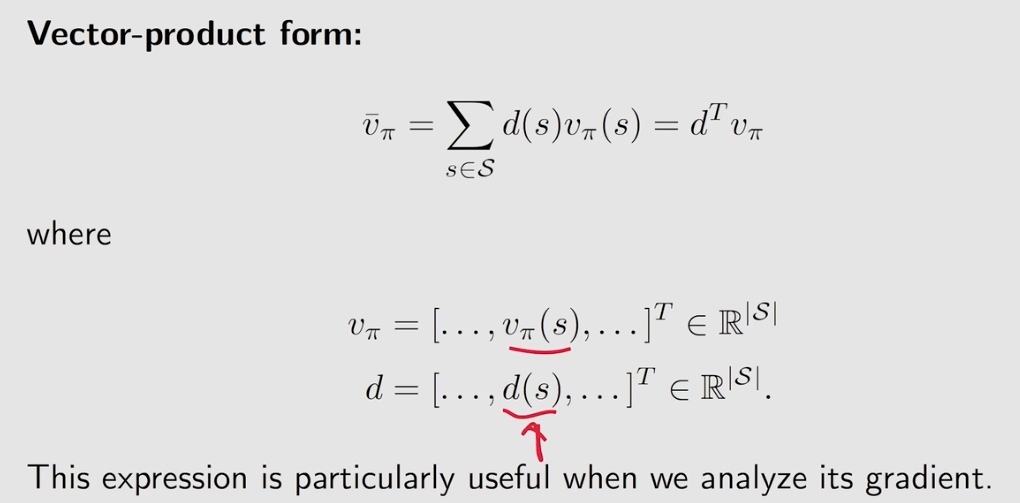 Vector-product form:
$$\bar{v}_\pi = \sum_{s \in \mathcal{S}} d(s) v_\pi(s) = d^T v_\pi$$
where
$$v_\pi = [\ldots, v_\pi(s), \ldots]^T \in \mathbb{R}^{|\mathcal{S}|}$$
$$d = [\ldots, d(s), \ldots]^T \in \mathbb{R}^{|\mathcal{S}|}.$$
This expression is particularly useful when we analyze its gradient.